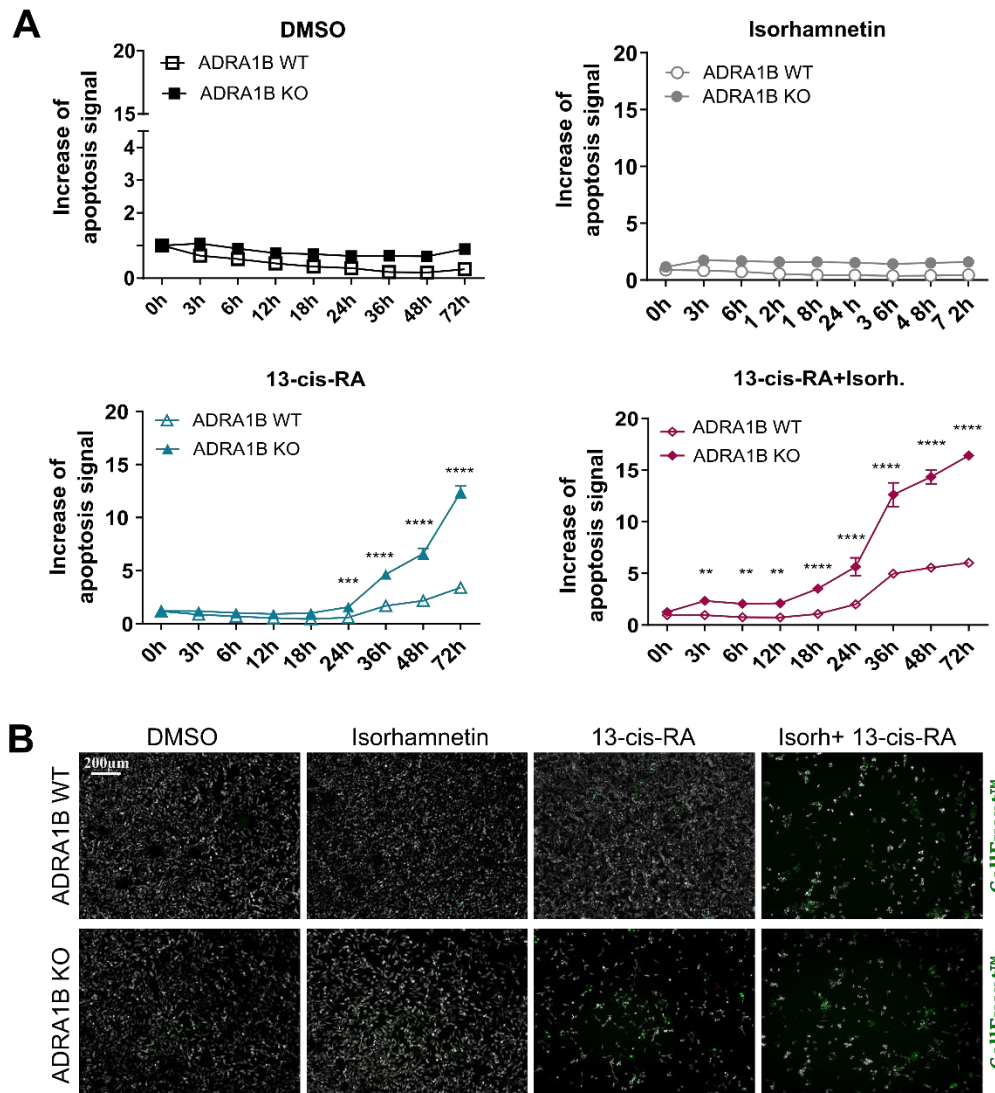 A
DMSO
Increase of
apoptosis signal
20
15
4
2
1
0
ADRA1B WT
ADRA1B KO
0h 3h 6h 12h 18h 24h 36h 48h 72h
Isorhamnetin
Increase of
apoptosis signal
20
15
10
5
0
ADRA1B WT
ADRA1B KO
0h 3h 6h 1 2h 1 8h 24 h 3 6h 4 8h 7 2h
13-cis-RA
Increase of
apoptosis signal
20
15
10
5
0
ADRA1B WT
ADRA1B KO
*** **** **** ****
0h 3h 6h 12h 18h 24h 36h 48h 72h
13-cis-RA+Isorh.
Increase of
apoptosis signal
20
15
10
5
0
ADRA1B WT
ADRA1B KO
** ** ** **** **** **** **** ****
0h 3h 6h 12h 18h 24h 36h 48h 72h
B
DMSO Isorhamnetin 13-cis-RA Isorh+ 13-cis-RA
200μm
ADRA1B WT
ADRA1B KO